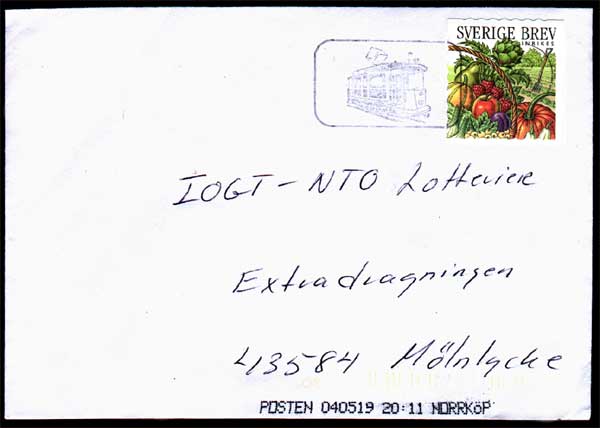 SVERIGE BREV
INRIKES
IOGT-NTO Lotterier
Extradragningen
43584 Mölnlycke
POSTEN 040519 20:11 NORRKöP